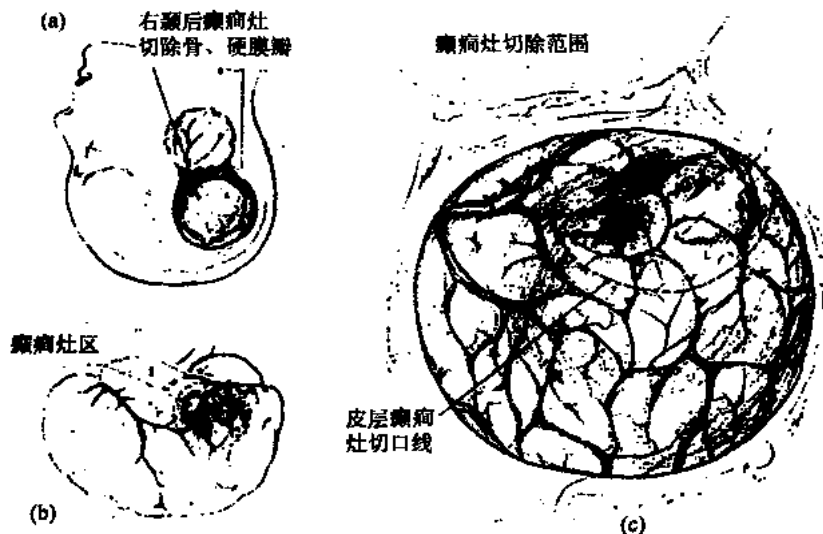 (a)
右颞后癫痫灶
切除骨、硬膜瓣
癫痫灶区
(b)
癫痫灶切除范围
皮层癫痫
灶切口线
(c)